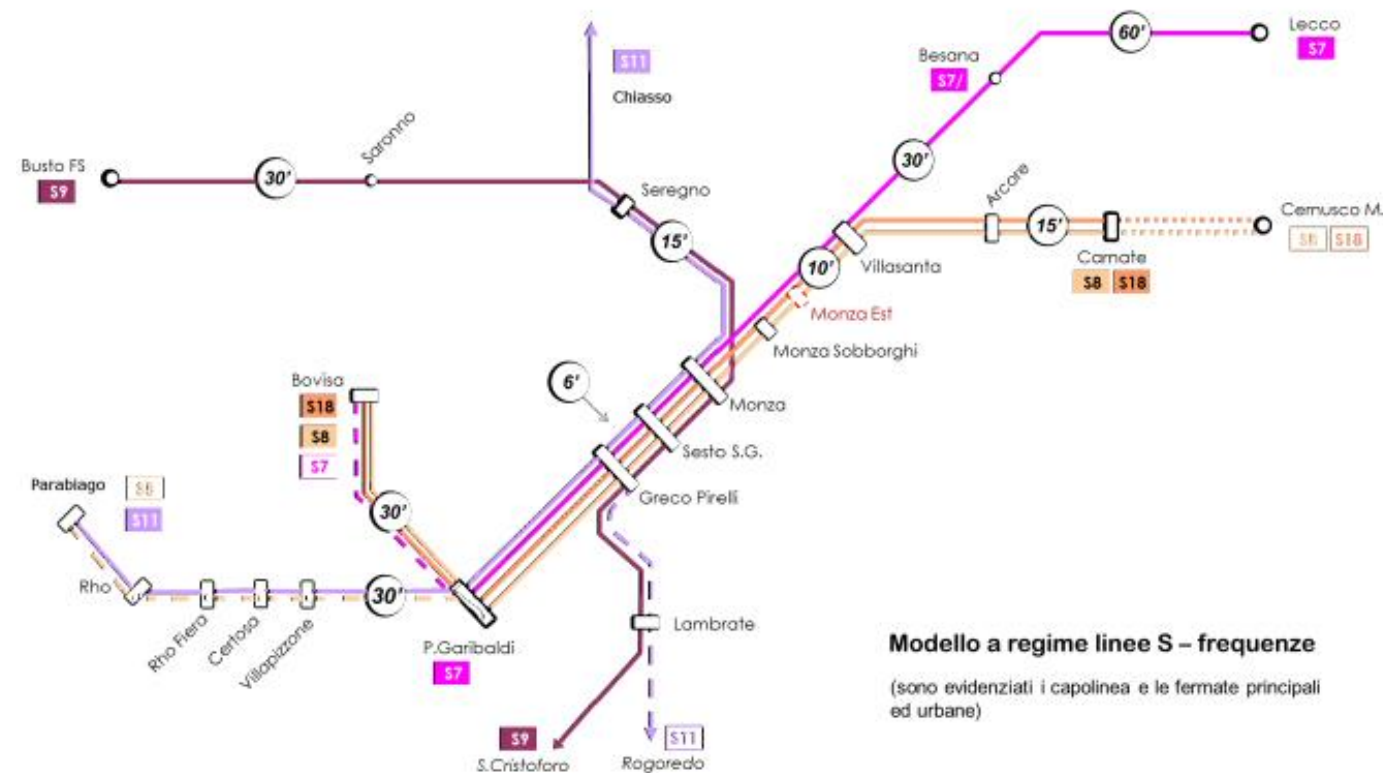 Lecco
S7
60'
Besana
S7/
S11
Chiasso
Saronno
Busto FS
S9
30'
30'
Seregno
Arcore
15'
15'
Cernusco M.
S8 S18
Villasanta
Carnate
S8 S18
10'
Monza Est
Monza Sobborghi
Bovisa
S18
S8
S7
6'
Monza
Sesto S.G.
Greco Pirelli
Parabiago
S8
S11
30'
Rho
Rho Fiera
Certosa
Villapizzone
30'
P.Garibaldi
S7
Lambrate
Modello a regime linee S – frequenze
(sono evidenziati i capolinea e le fermate principali
ed urbane)
S9
S.Cristoforo
S11
Rogoredo